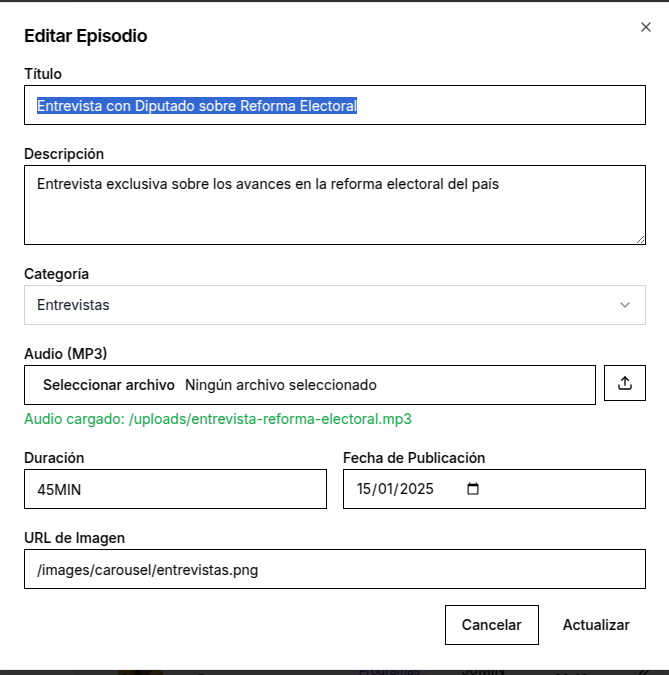 Editar Episodio
Título
Entrevista con Diputado sobre Reforma Electoral
Descripción
Entrevista exclusiva sobre los avances en la reforma electoral del país
Categoría
Entrevistas
Audio (MP3)
Seleccionar archivo Ningún archivo seleccionado
Audio cargado: /uploads/entrevista-reforma-electoral.mp3
Duración
Fecha de Publicación
45MIN
15/01/2025
URL de Imagen
/images/carousel/entrevistas.png
Cancelar
Actualizar